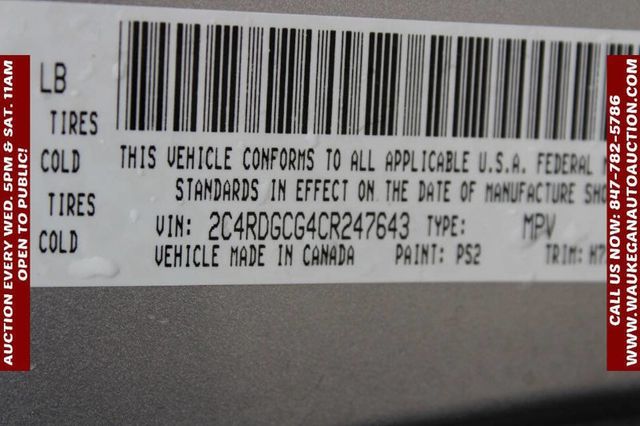 AUCTION EVERY WED. 5PM & SAT. 11AM
OPEN TO PUBLIC!
LB
TIRES
COLD
TIRES
COLD
THIS VEHICLE CONFORMS TO ALL APPLICABLE U.S.A. FEDERAL
STANDARDS IN EFFECT ON THE DATE OF MANUFACTURE SHO
VIN: 2C4RDGCG4CR247643 TYPE: MPV
VEHICLE MADE IN CANADA PAINT: PS2 TRIM: H7
CALL US NOW: 847-782-5786
WWW.WAUKEGANAUTOAUCTION.COM